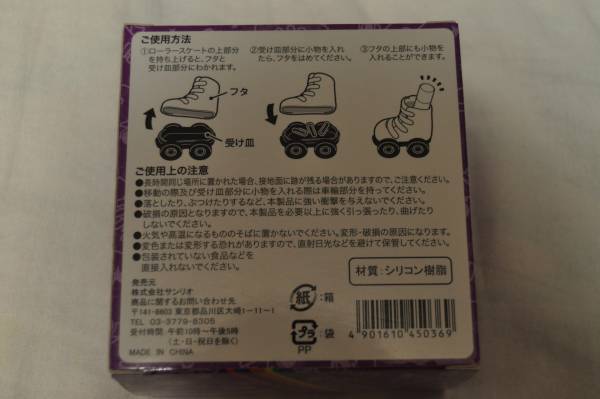 ご使用方法
①ローラースケートの上部分
を持ち上げると、フタと
受け皿部分にわかれます。
②受け皿部分に小物を入れ
たら、フタをはめてください。
③フタの上部にも小物を
入れることができます。
フタ
受け皿
ご使用上の注意
●長時間同じ場所に置かれた場合、接地面に跡が残る場合がありますので、ご注意ください。
●移動の際及び受け皿部分に小物を入れる際は車輪部分を持ってください。
●落としたり、ぶつけたりするなど、本製品に強い衝撃を与えないでください。
●破損の原因となりますので、本製品を必要以上に強く引っ張ったり、曲げたり
しないでください。
●火気や高温になるもののそばに置かないでください。変形・破損の原因になります。
●変色または変形する恐れがありますので、直射日光などを避けて保管してください。
●包装されていない食品などを
直接入れないでください。
材質：シリコン樹脂
発売元
株式会社サンリオ
商品に関するお問い合わせ先
〒141-8603 東京都品川区大崎1-11-1
TEL 03-3779-8305
受付時間 午前10時～午後5時
(土・日・祝日を除く)
MADE IN CHINA
紙：箱
プラ：袋
PP
4 901610 450369